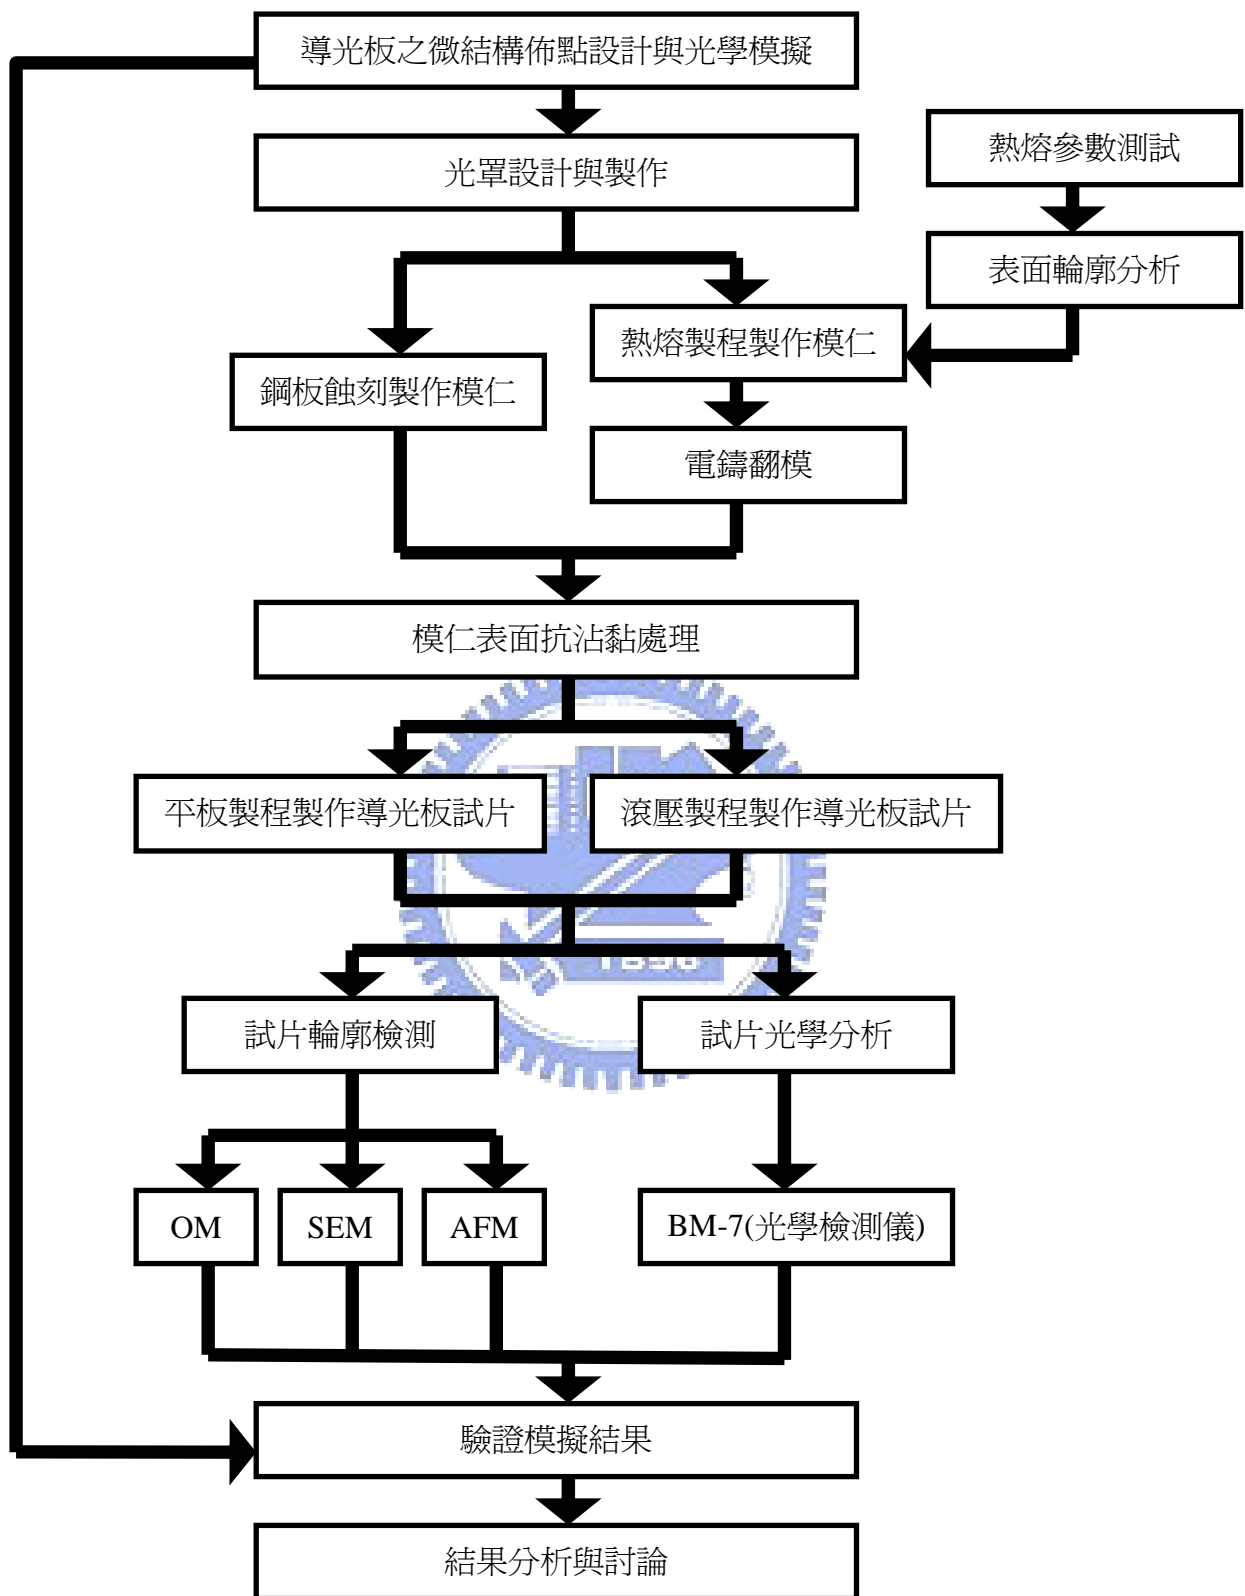 導光板之微結構佈點設計與光學模擬
光罩設計與製作
熱熔參數測試
表面輪廓分析
熱熔製程製作模仁
鋼板蝕刻製作模仁
電鑄翻模
模仁表面抗沾黏處理
平板製程製作導光板試片
滾壓製程製作導光板試片
1896
試片輪廓檢測
試片光學分析
OM
SEM
AFM
BM-7(光學檢測儀)
驗證模擬結果
結果分析與討論